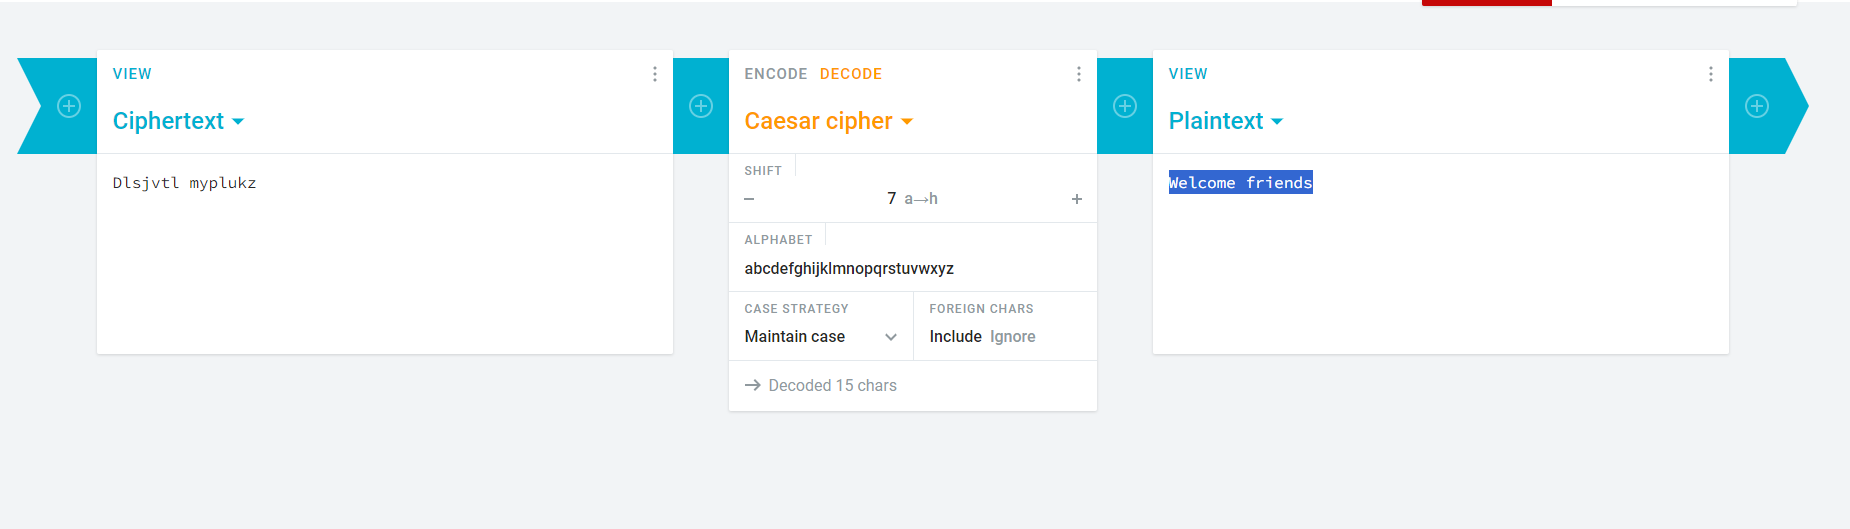 VIEW
Ciphertext
Dlsjvtl myplukz
ENCODE DECODE
Caesar cipher
SHIFT
7 a→h
ALPHABET
abcdefghijklmnopqrstuvwxyz
CASE STRATEGY
Maintain case
FOREIGN CHARS
Include Ignore
→ Decoded 15 chars
VIEW
Plaintext
Welcome friends